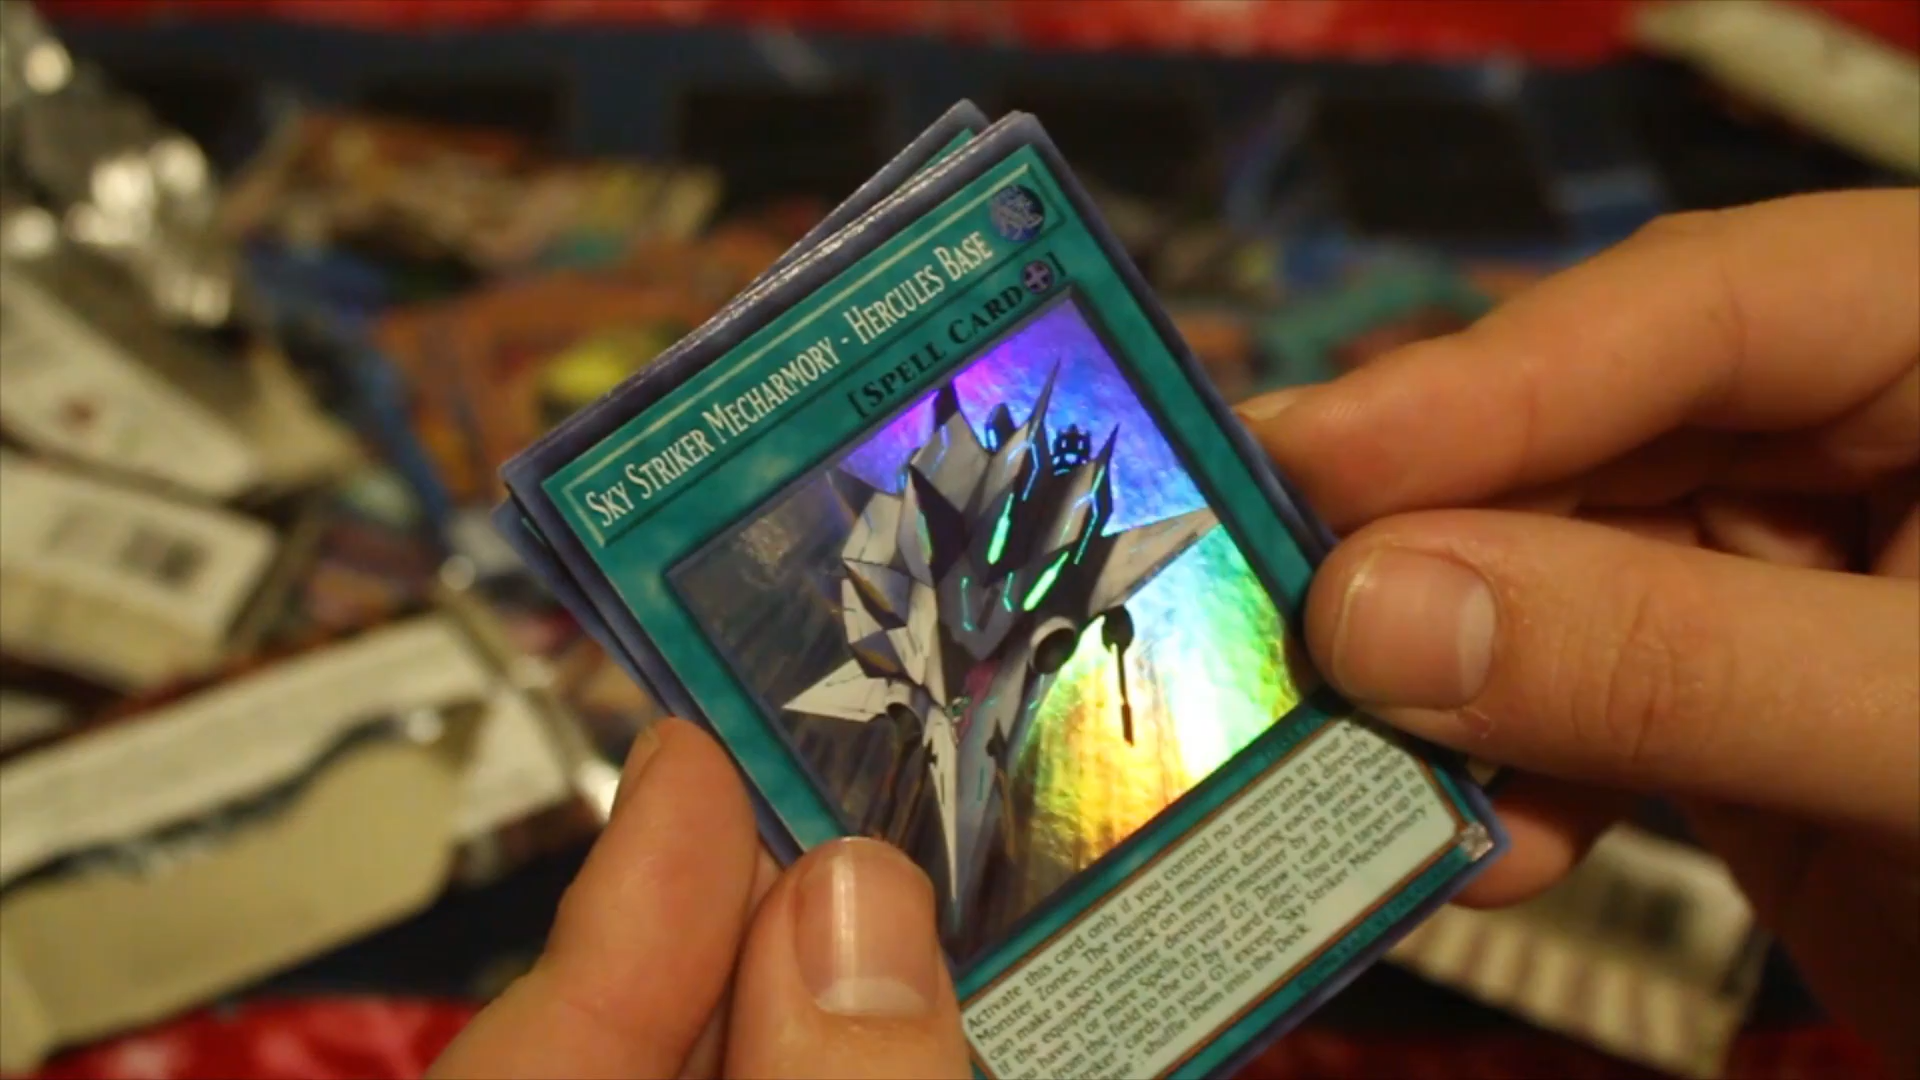 SKY STRIKER MECHARMORY - HERCULES BASE
[SPELL CARD ]
Activate this card only if you control no monsters in your
Monster Zones. The equipped monster cannot attack directly,
can make a second attack on monsters during each Battle Phase.
If the equipped monster destroys a monster by its attack while
you have 3 or more Spells in your GY: Draw 1 card. If this card is
from the field to the GY by a card effect: You can target up to
Striker" cards in your GY, except "Sky Striker Mecharmory
Base"; shuffle them into the Deck.